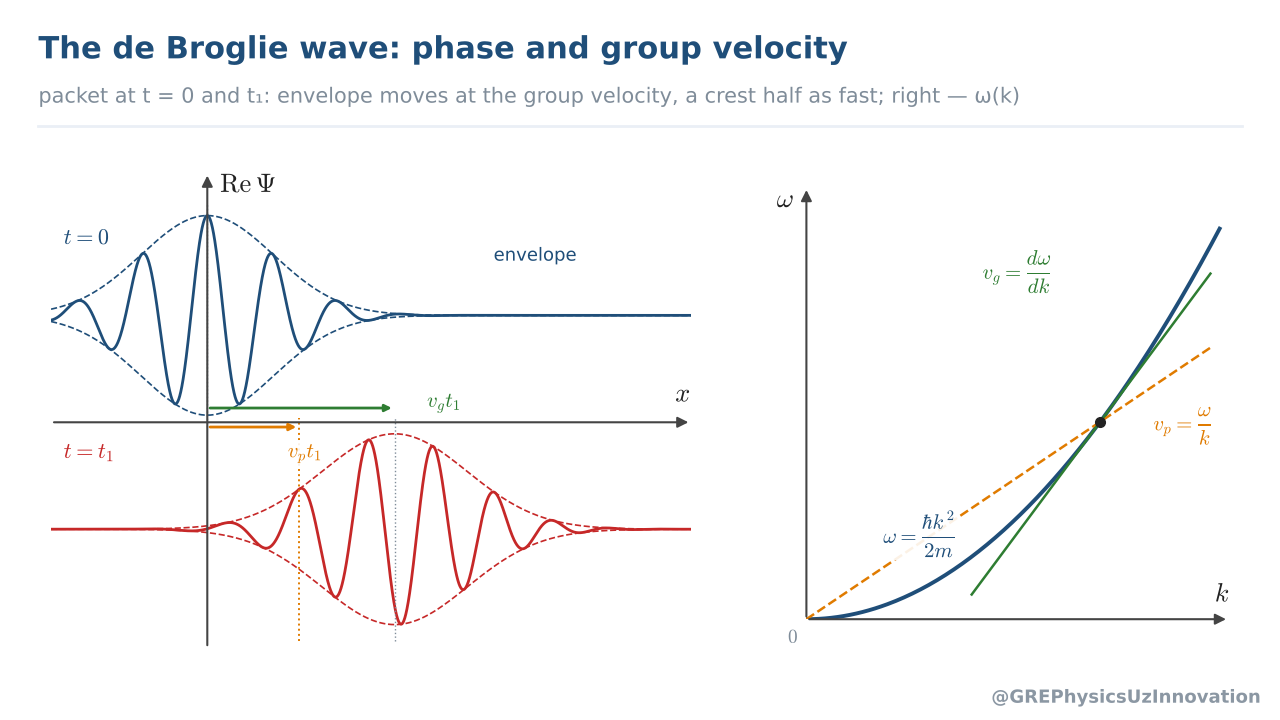 The de Broglie wave: phase and group velocity
packet at t = 0 and t₁: envelope moves at the group velocity, a crest half as fast; right — ω(k)
Re Ψ
t = 0
envelope
v_g t₁
x
t = t₁
v_p t₁
ω
v_g = dω/dk
v_p = ω/k
ω = ħk²/2m
k
0
@GREPhysicsUzInnovation